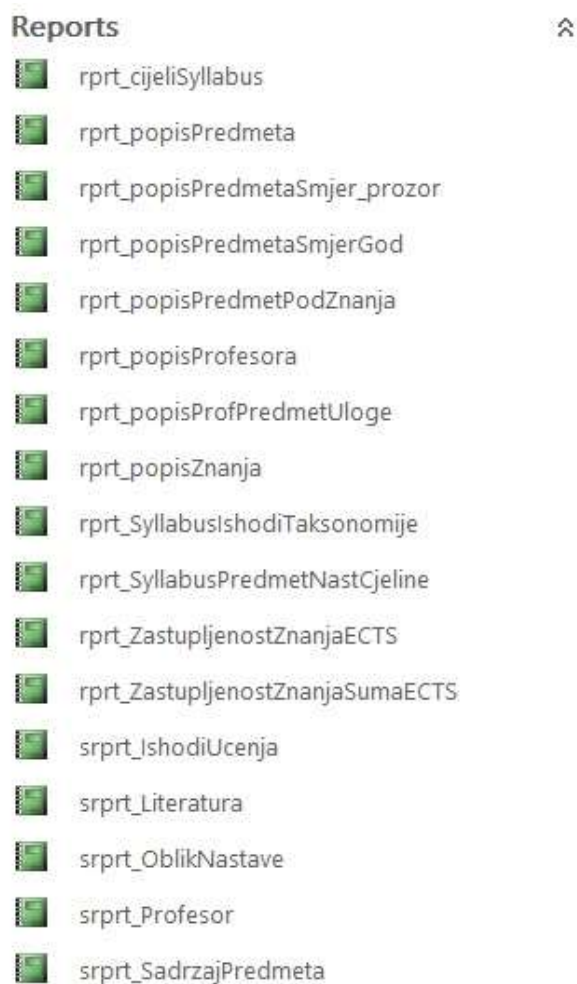 Reports
rprt_cijeliSyllabus
rprt_popisPredmeta
rprt_popisPredmetaSmjer_prozor
rprt_popisPredmetaSmjerGod
rprt_popisPredmetPodZnanja
rprt_popisProfesora
rprt_popisProfPredmetUloge
rprt_popisZnanja
rprt_SyllabusIshodiTaksonomije
rprt_SyllabusPredmetNastCjeline
rprt_ZastupljenostZnanjaECTS
rprt_ZastupljenostZnanjaSumaECTS
srprt_IshodiUcenja
srprt_Literatura
srprt_OblikNastave
srprt_Profesor
srprt_SadrzajPredmeta